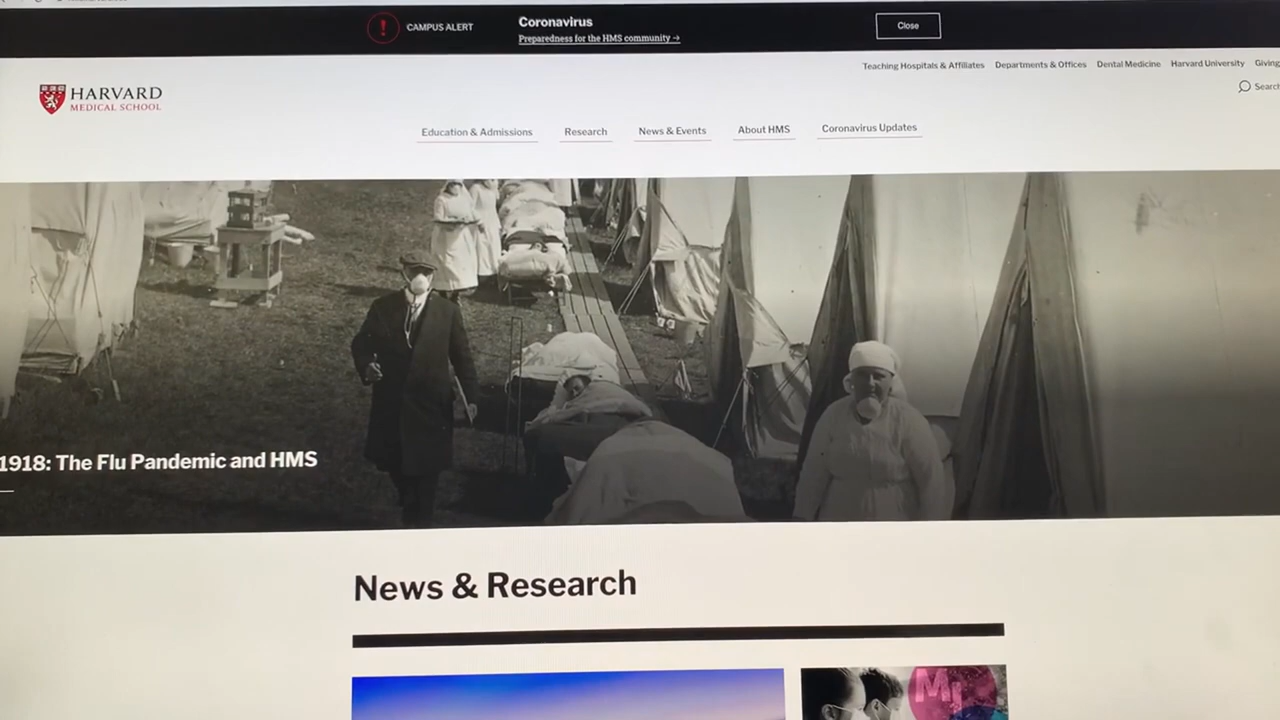 CAMPUS ALERT
Coronavirus
Preparedness for the HMS community →
Close
Teaching Hospitals & Affiliates Departments & Offices Dental Medicine Harvard University Giving
HARVARD
MEDICAL SCHOOL
Search
Education & Admissions Research News & Events About HMS Coronavirus Updates
1918: The Flu Pandemic and HMS
News & Research